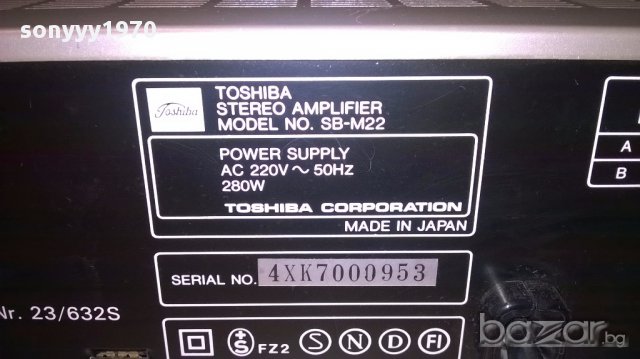 sonyyy1970
Toshiba
TOSHIBA
STEREO AMPLIFIER
MODEL NO. SB-M22
POWER SUPPLY
AC 220V ~ 50Hz
280W
TOSHIBA CORPORATION
MADE IN JAPAN
A
B
SERIAL NO. 4XK7000953
Nr. 23/632S
S FZ2 S N D FI
bazar.bg